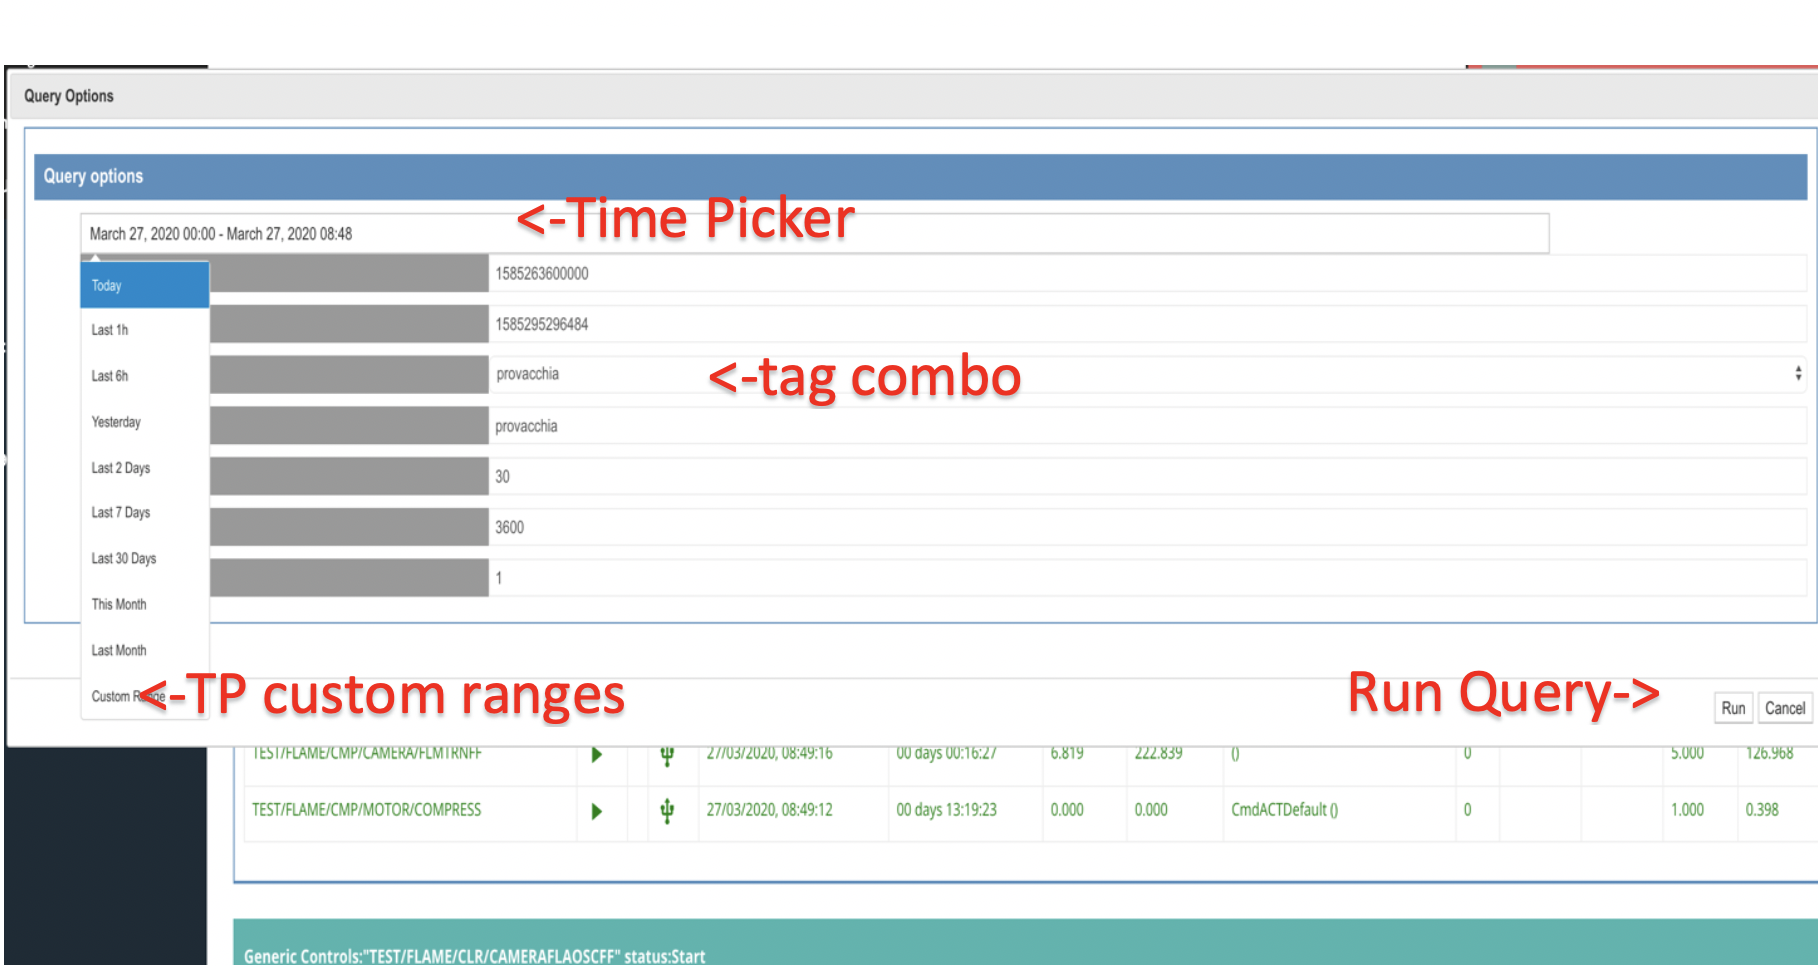 Query Options
Query options
<-Time Picker
March 27, 2020 00:00 - March 27, 2020 08:48
1585263600000
Today
1585295296484
Last 1h
provacchia
<-tag combo
Last 6h
provacchia
Yesterday
30
Last 2 Days
3600
Last 7 Days
Last 30 Days
1
This Month
Last Month
Custom Range
<-TP custom ranges
Run Query->
Run Cancel
TEST/FLAME/CMP/CAMERA/FLMTRNFF 27/03/2020, 08:49:16 00 days 00:16:27 6.819 222.839 () 0 5.000 126.968
TEST/FLAME/CMP/MOTOR/COMPRESS 27/03/2020, 08:49:12 00 days 13:19:23 0.000 0.000 CmdACTDefault () 0 1.000 0.398
Generic Controls:"TEST/FLAME/CLR/CAMERAFLAOSCFF" status:Start